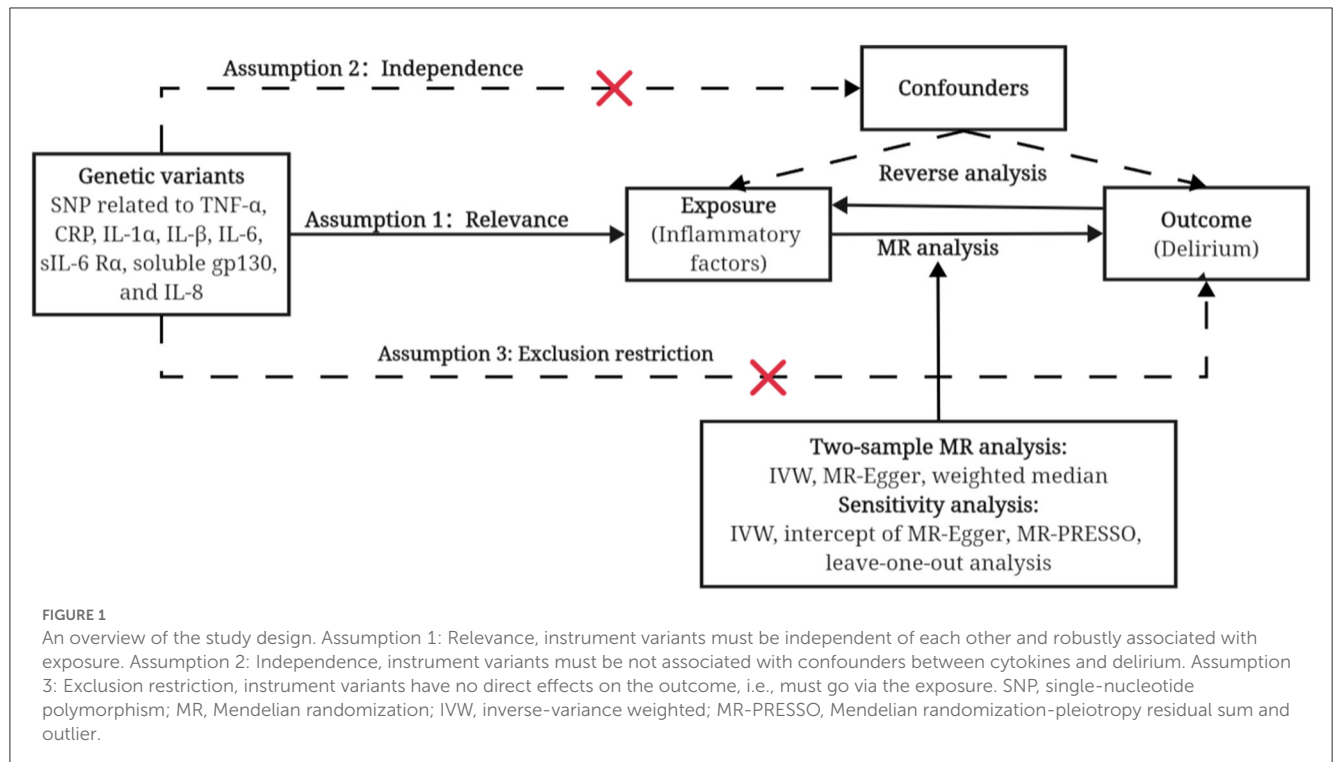 Assumption 2： Independence
Confounders
Genetic variants
SNP related to TNF-α,
CRP, IL-1α, IL-β, IL-6,
sIL-6 Rα, soluble gp130,
and IL-8
Assumption 1： Relevance
Exposure
(Inflammatory
factors)
Reverse analysis
MR analysis
Outcome
(Delirium)
Assumption 3: Exclusion restriction
Two-sample MR analysis:
IVW, MR-Egger, weighted median
Sensitivity analysis:
IVW, intercept of MR-Egger, MR-PRESSO,
leave-one-out analysis
FIGURE 1
An overview of the study design. Assumption 1: Relevance, instrument variants must be independent of each other and robustly associated with
exposure. Assumption 2: Independence, instrument variants must be not associated with confounders between cytokines and delirium. Assumption
3: Exclusion restriction, instrument variants have no direct effects on the outcome, i.e., must go via the exposure. SNP, single-nucleotide
polymorphism; MR, Mendelian randomization; IVW, inverse-variance weighted; MR-PRESSO, Mendelian randomization-pleiotropy residual sum and
outlier.